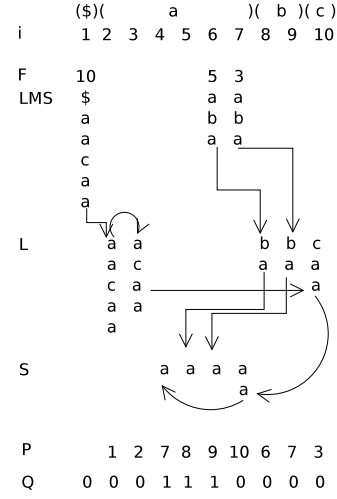 ($)( a )( b )( c )
i 1 2 3 4 5 6 7 8 9 10
F 10 5 3
LMS $ a a
a b b
a a a
c
a
a
L a a b b c
a c a a a
c a a
a a
a
S a a a a
a
P 1 2 7 8 9 10 6 7 3
Q 0 0 0 1 1 1 0 0 0 0